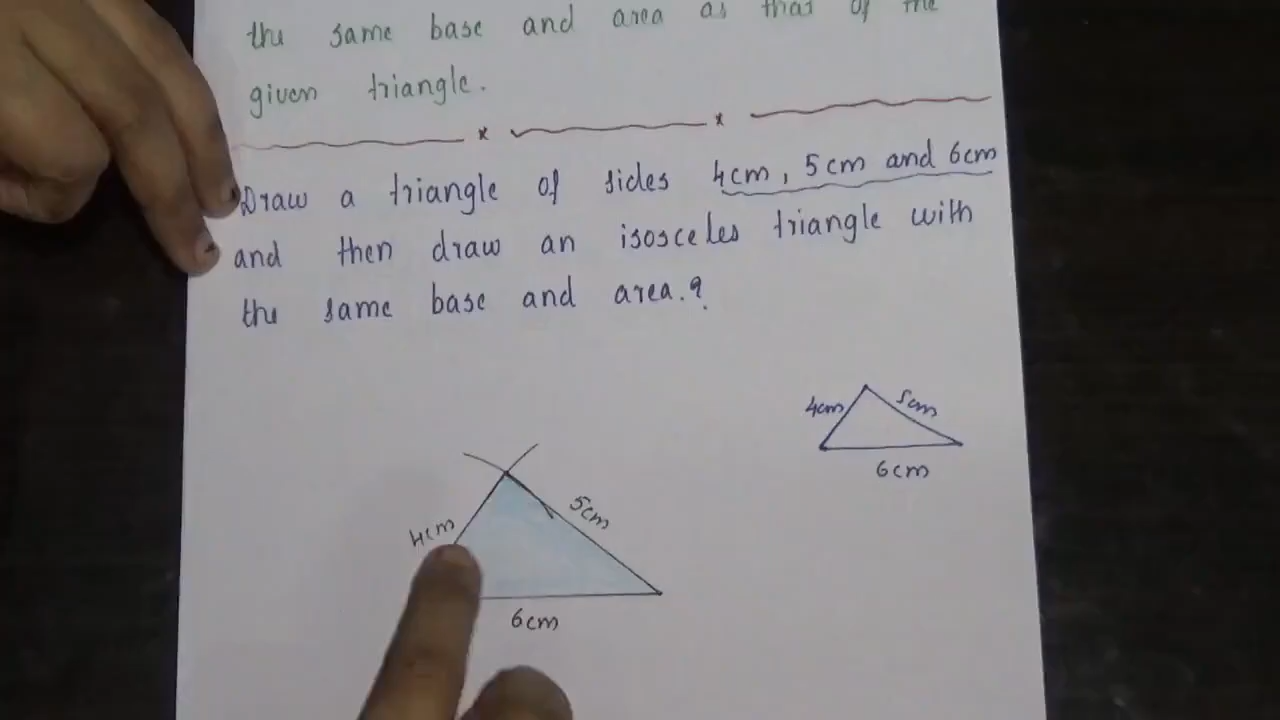 the same base and area as that of the
given triangle.
Draw a triangle of sides 4cm, 5cm and 6cm
and then draw an isosceles triangle with
the same base and area.?
4cm 5cm
6cm
4cm 5cm
6cm